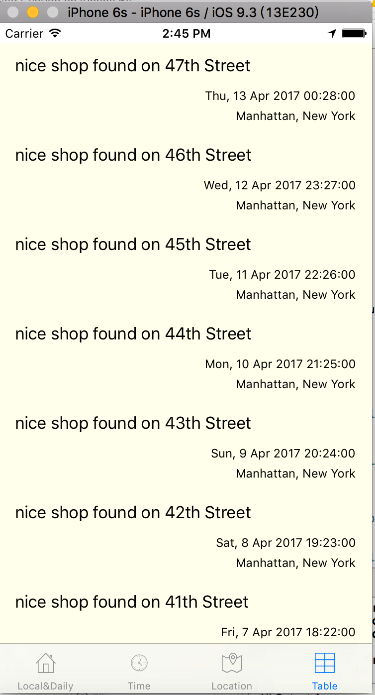 iPhone 6s - iPhone 6s / iOS 9.3 (13E230)
Carrier 2:45 PM
nice shop found on 47th Street
Thu, 13 Apr 2017 00:28:00
Manhattan, New York
nice shop found on 46th Street
Wed, 12 Apr 2017 23:27:00
Manhattan, New York
nice shop found on 45th Street
Tue, 11 Apr 2017 22:26:00
Manhattan, New York
nice shop found on 44th Street
Mon, 10 Apr 2017 21:25:00
Manhattan, New York
nice shop found on 43th Street
Sun, 9 Apr 2017 20:24:00
Manhattan, New York
nice shop found on 42th Street
Sat, 8 Apr 2017 19:23:00
Manhattan, New York
nice shop found on 41th Street
Fri, 7 Apr 2017 18:22:00
Local&Daily Time Location Table